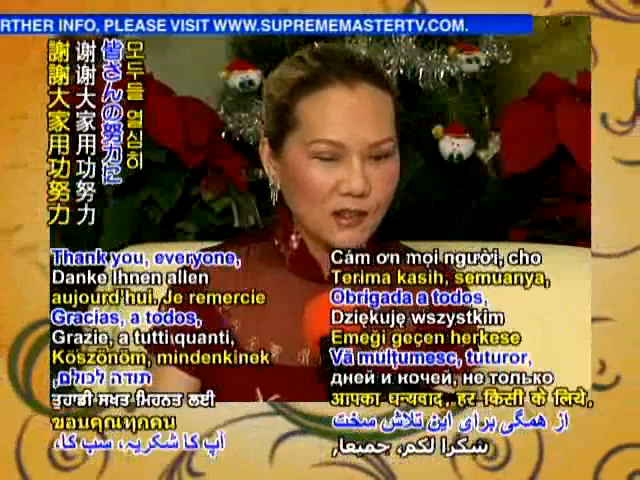 RTHER INFO, PLEASE VISIT WWW.SUPREMEMASTERTV.COM.
모두들 열심히
皆さんの努力に
谢谢大家用功努力
謝謝大家用功努力
Thank you, everyone,
Danke Ihnen allen
aujourd'hui. Je remercie
Gracias, a todos,
Grazie, a tutti quanti,
Köszönöm, mindenkinek
תודה לכולם,
ਤੁਹਾਡੀ ਸਖਤ ਮਿਹਨਤ ਲਈ
ขอบคุณทุกคน
آپ کا شکریہ، سب کا،
Cám ơn mọi người, cho
Terima kasih, semuanya,
Obrigada a todos,
Dziękuję wszystkim
Emeği geçen herkese
Vă mulţumesc, tuturor,
дней и ночей, не только
आपका धन्यवाद, हर किसी के लिये,
از همگی برای این تلاش سخت
شكرا لكم، جميعا,